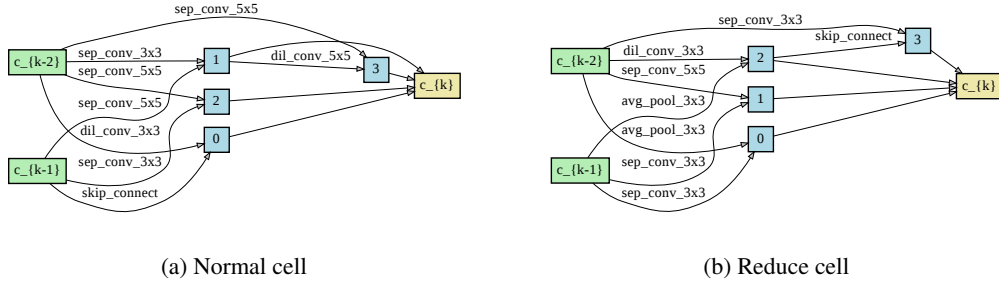 sep_conv_5x5
c_{k-2}
sep_conv_3x3
sep_conv_5x5
1
dil_conv_5x5
3
c_{k}
sep_conv_5x5
2
dil_conv_3x3
0
c_{k-1}
sep_conv_3x3
skip_connect
(a) Normal cell
sep_conv_3x3
skip_connect
3
c_{k-2}
dil_conv_3x3
sep_conv_5x5
2
c_{k}
avg_pool_3x3
1
avg_pool_3x3
0
c_{k-1}
sep_conv_3x3
sep_conv_3x3
(b) Reduce cell